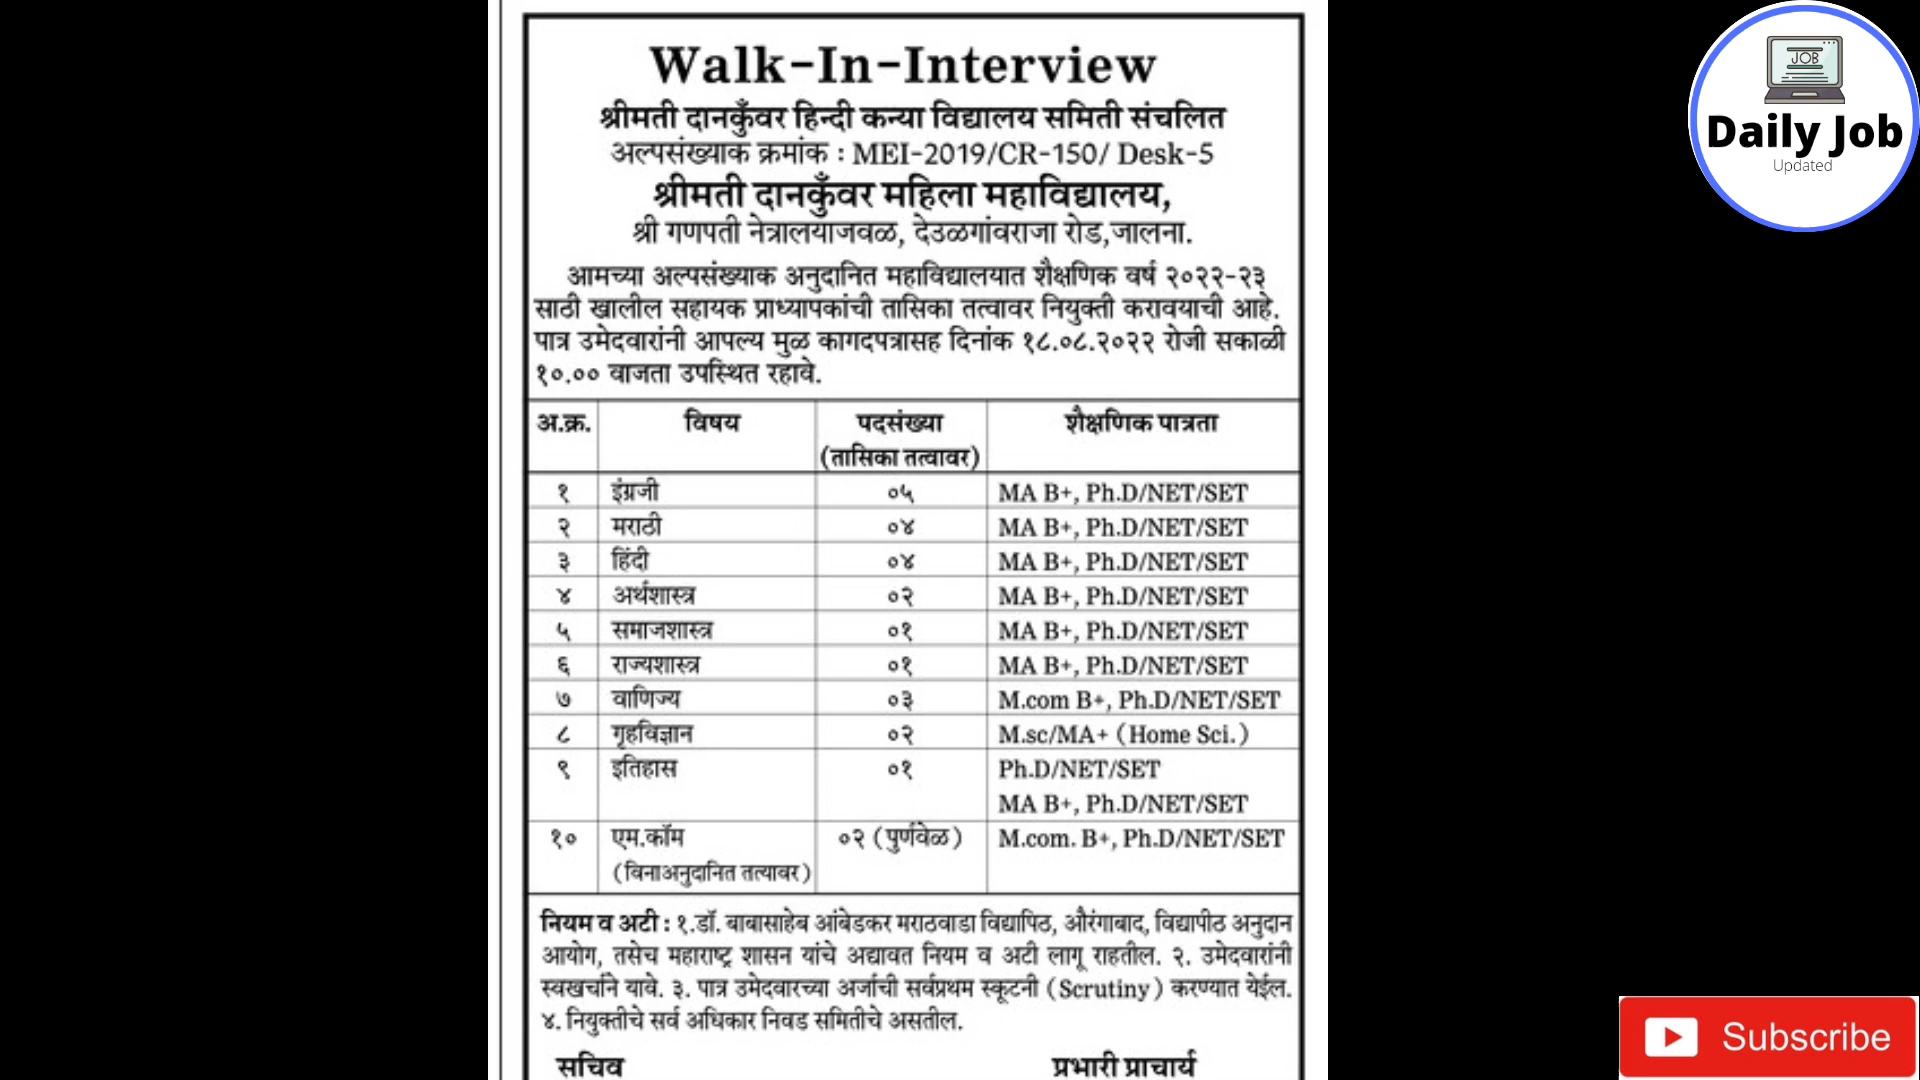 Walk-In-Interview
श्रीमती दानकुँवर हिन्दी कन्या विद्यालय समिती संचलित
अल्पसंख्याक क्रमांक : MEI-2019/CR-150/ Desk-5
श्रीमती दानकुँवर महिला महाविद्यालय,
श्री गणपती नेत्रालयाजवळ, देउळगांवराजा रोड,जालना.
आमच्या अल्पसंख्याक अनुदानित महाविद्यालयात शैक्षणिक वर्ष २०२२-२३
साठी खालील सहायक प्राध्यापकांची तासिका तत्वावर नियुक्ती करावयाची आहे.
पात्र उमेदवारांनी आपल्य मुळ कागदपत्रासह दिनांक १८.०८.२०२२ रोजी सकाळी
१०.०० वाजता उपस्थित रहावे.
अ.क्र. विषय पदसंख्या शैक्षणिक पात्रता
(तासिका तत्वावर)
१ इंग्रजी ०५ MA B+, Ph.D/NET/SET
२ मराठी ०४ MA B+, Ph.D/NET/SET
३ हिंदी ०४ MA B+, Ph.D/NET/SET
४ अर्थशास्त्र ०२ MA B+, Ph.D/NET/SET
५ समाजशास्त्र ०१ MA B+, Ph.D/NET/SET
६ राज्यशास्त्र ०१ MA B+, Ph.D/NET/SET
७ वाणिज्य ०३ M.com B+, Ph.D/NET/SET
८ गृहविज्ञान ०२ M.sc/MA+ (Home Sci.)
९ इतिहास ०१ Ph.D/NET/SET
MA B+, Ph.D/NET/SET
१० एम.कॉम ०२ (पुर्णवेळ) M.com. B+, Ph.D/NET/SET
(विनाअनुदानित तत्यावर)
नियम व अटी : १.डॉ. बाबासाहेब आंबेडकर मराठवाडा विद्यापिठ, औरंगाबाद, विद्यापीठ अनुदान
आयोग, तसेच महाराष्ट्र शासन यांचे अद्यावत नियम व अटी लागू राहतील. २. उमेदवारांनी
स्वखर्चाने यावे. ३. पात्र उमेदवारच्या अर्जाची सर्वप्रथम स्कूटनी (Scrutiny) करण्यात येईल.
४. नियुक्तीचे सर्व अधिकार निवड समितीचे असतील.
सचिव प्रभारी प्राचार्य
JOB
Daily Job
Updated
Subscribe